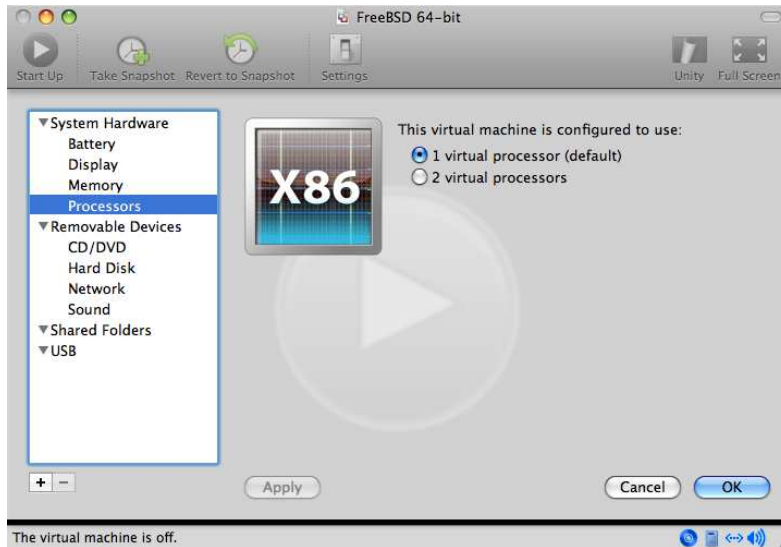 FreeBSD 64-bit
Start Up Take Snapshot Revert to Snapshot Settings Unity Full Screen
System Hardware
Battery
Display
Memory
Processors
Removable Devices
CD/DVD
Hard Disk
Network
Sound
Shared Folders
USB
X86
This virtual machine is configured to use:
1 virtual processor (default)
2 virtual processors
+ −
Apply
Cancel
OK
The virtual machine is off.